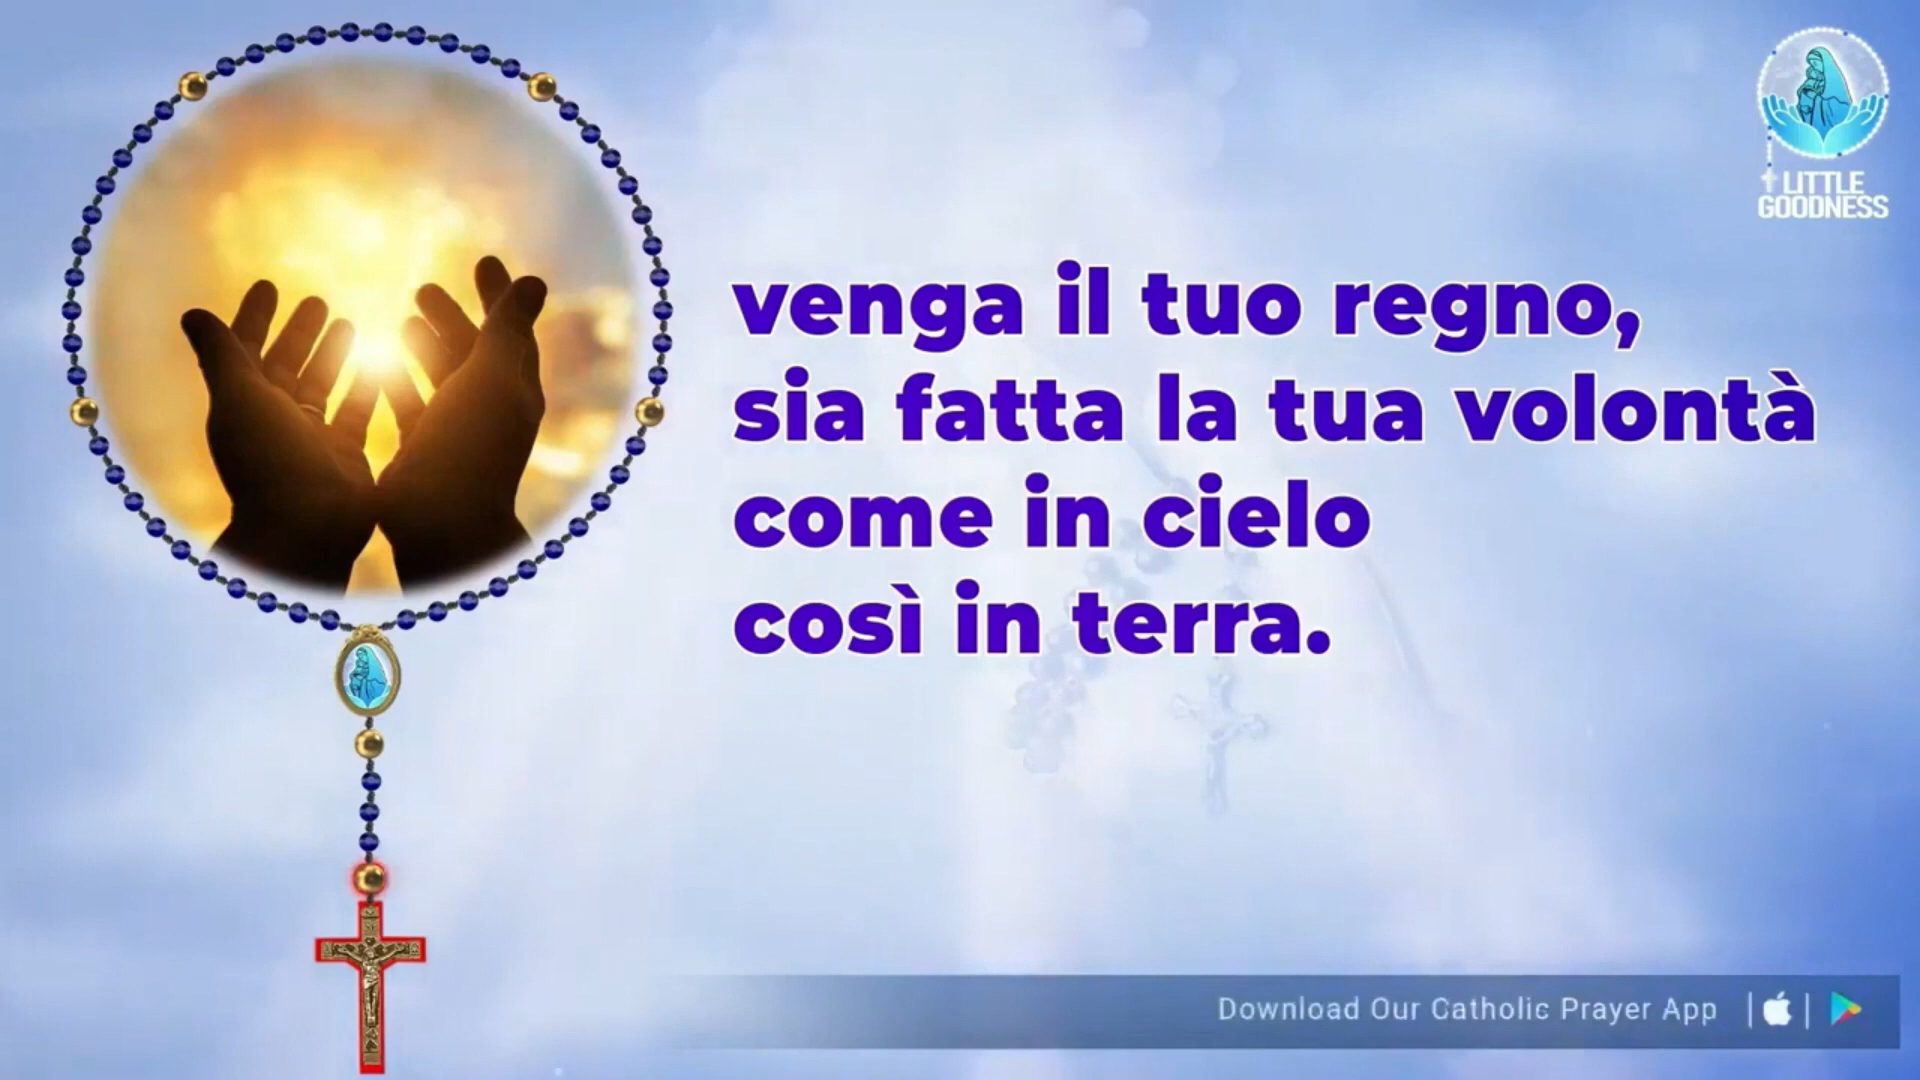 LITTLE
GOODNESS
venga il tuo regno,
sia fatta la tua volontà
come in cielo
così in terra.
Download Our Catholic Prayer App